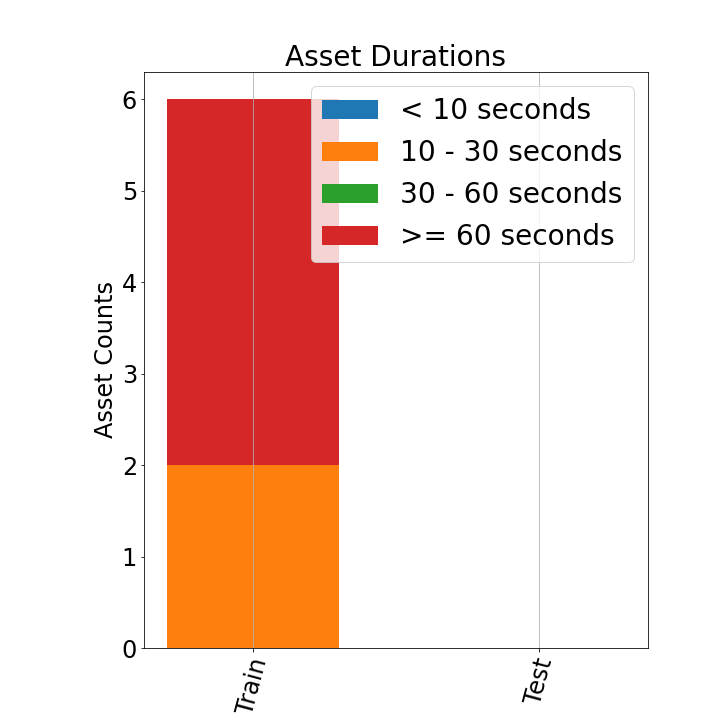 Asset Durations
< 10 seconds
10 - 30 seconds
30 - 60 seconds
>= 60 seconds
Asset Counts
6
5
4
3
2
1
0
Train
Test